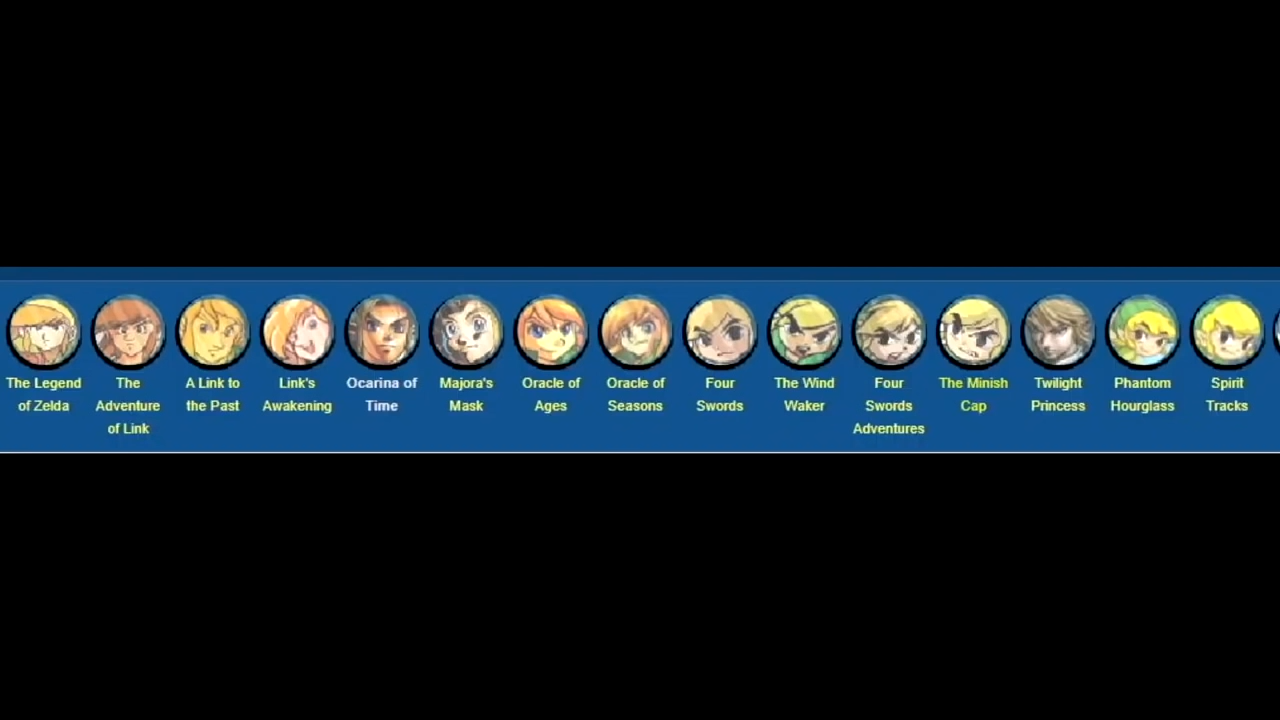 The Legend
of Zelda
The
Adventure
of Link
A Link to
the Past
Link's
Awakening
Ocarina of
Time
Majora's
Mask
Oracle of
Ages
Oracle of
Seasons
Four
Swords
The Wind
Waker
Four
Swords
Adventures
The Minish
Cap
Twilight
Princess
Phantom
Hourglass
Spirit
Tracks